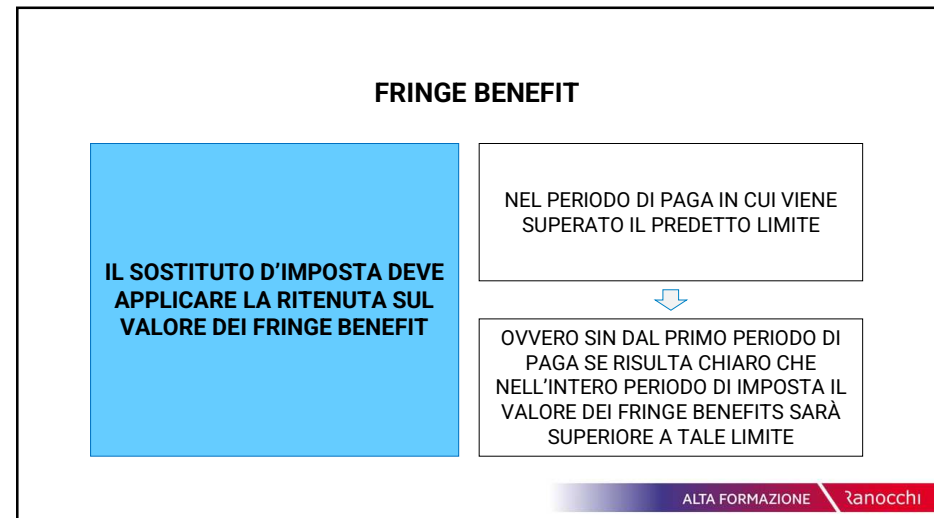 FRINGE BENEFIT
IL SOSTITUTO D'IMPOSTA DEVE
APPLICARE LA RITENUTA SUL
VALORE DEI FRINGE BENEFIT
NEL PERIODO DI PAGA IN CUI VIENE
SUPERATO IL PREDETTO LIMITE
OVVERO SIN DAL PRIMO PERIODO DI
PAGA SE RISULTA CHIARO CHE
NELL'INTERO PERIODO DI IMPOSTA IL
VALORE DEI FRINGE BENEFITS SARÀ
SUPERIORE A TALE LIMITE
ALTA FORMAZIONE Ranocchi